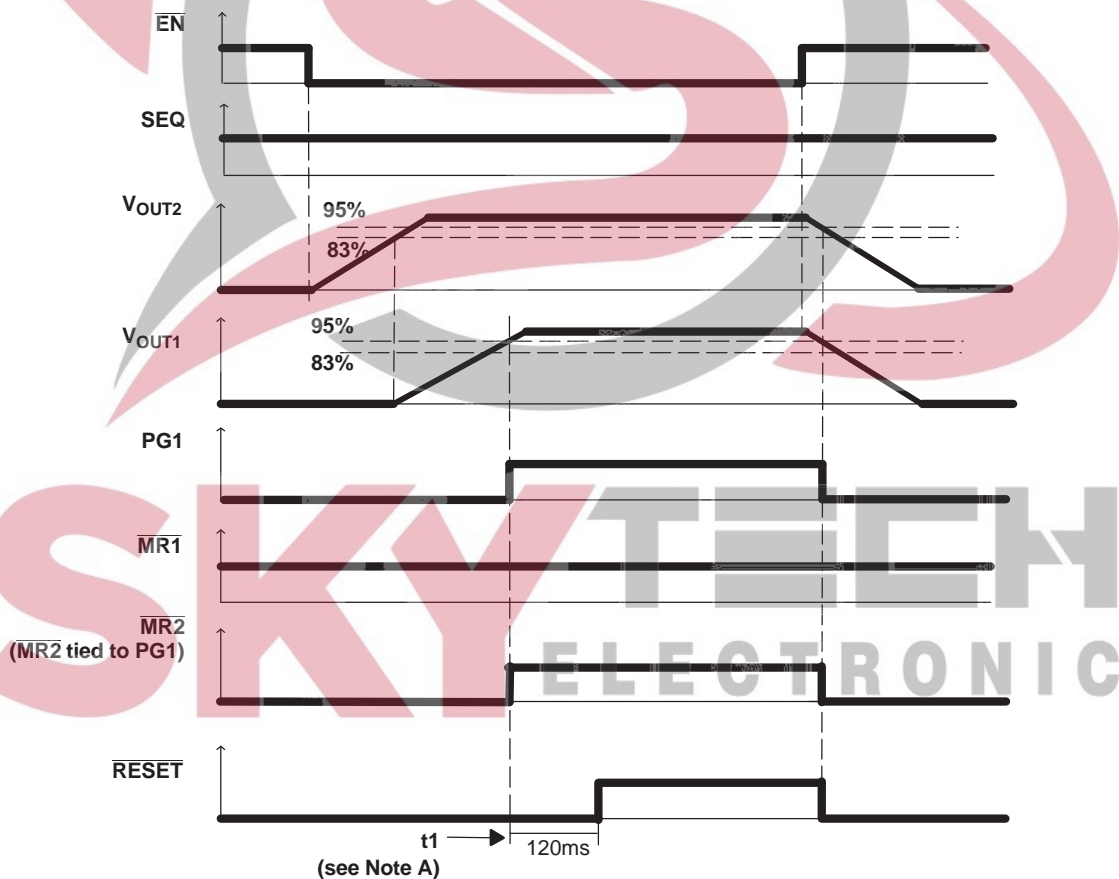 EN
SEQ
VOUT2
95%
83%
VOUT1
95%
83%
PG1
MR1
MR2
(MR2 tied to PG1)
RESET
t1
120ms
(see Note A)
SKYTECH
ELECTRONIC